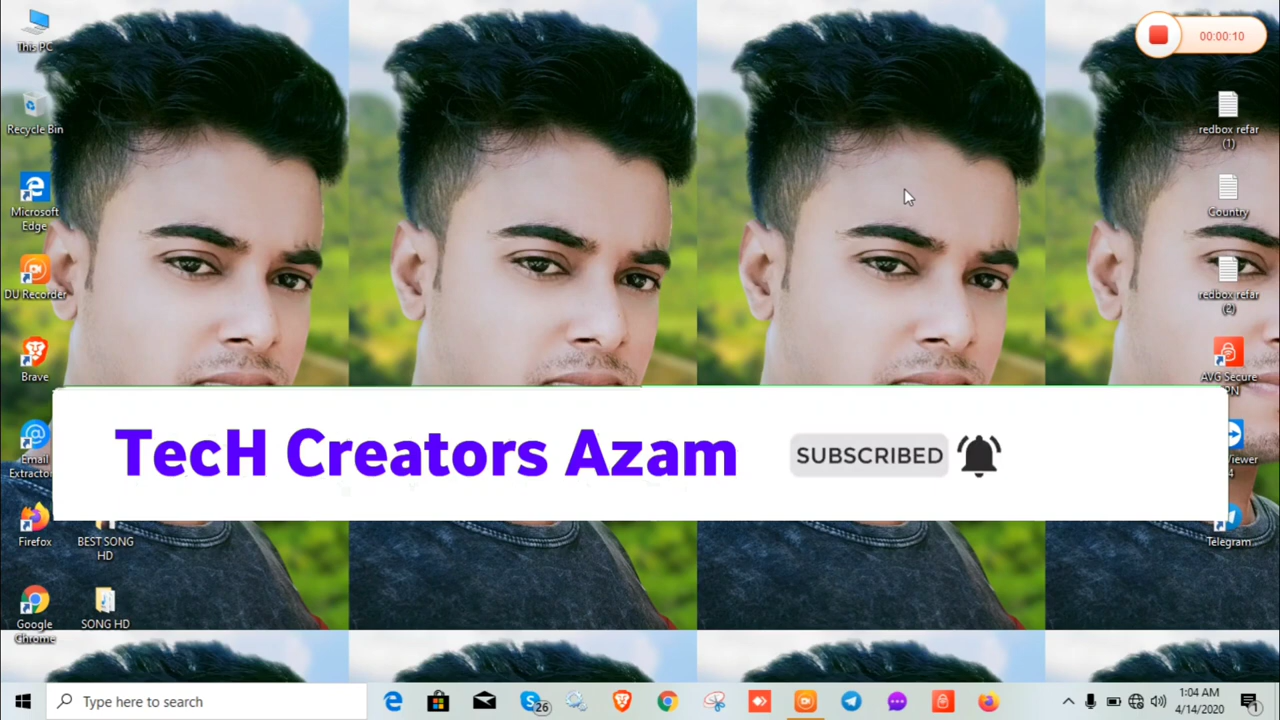 This PC
00:00:10
Recycle Bin
redbox refar
(1)
Microsoft
Edge
Country
DU Recorder
redbox refar
(2)
Brave
AVG Secure
TecH Creators Azam
SUBSCRIBED
Email
Extractor
Firefox
BEST SONG
HD
Telegram
Google
Chrome
SONG HD
Type here to search
26
1:04 AM
4/14/2020
1